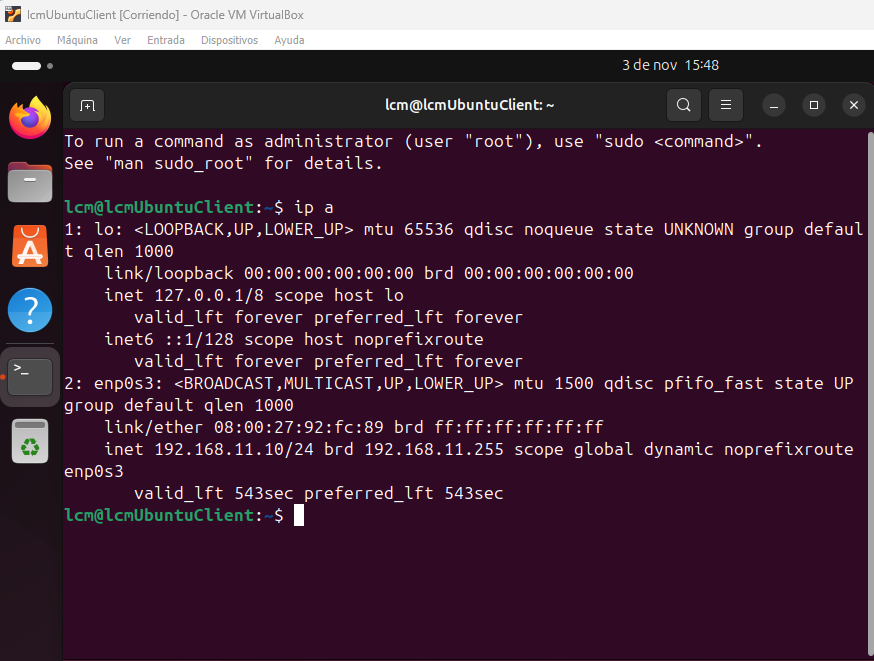 lcmUbuntuClient [Corriendo] - Oracle VM VirtualBox
Archivo Máquina Ver Entrada Dispositivos Ayuda
3 de nov 15:48
lcm@lcmUbuntuClient: ~
To run a command as administrator (user "root"), use "sudo <command>".
See "man sudo_root" for details.
lcm@lcmUbuntuClient:~$ ip a
1: lo: <LOOPBACK,UP,LOWER_UP> mtu 65536 qdisc noqueue state UNKNOWN group defaul
t qlen 1000
link/loopback 00:00:00:00:00:00 brd 00:00:00:00:00:00
inet 127.0.0.1/8 scope host lo
valid_lft forever preferred_lft forever
inet6 ::1/128 scope host noprefixroute
valid_lft forever preferred_lft forever
2: enp0s3: <BROADCAST,MULTICAST,UP,LOWER_UP> mtu 1500 qdisc pfifo_fast state UP
group default qlen 1000
link/ether 08:00:27:92:fc:89 brd ff:ff:ff:ff:ff:ff
inet 192.168.11.10/24 brd 192.168.11.255 scope global dynamic noprefixroute
enp0s3
valid_lft 543sec preferred_lft 543sec
lcm@lcmUbuntuClient:~$